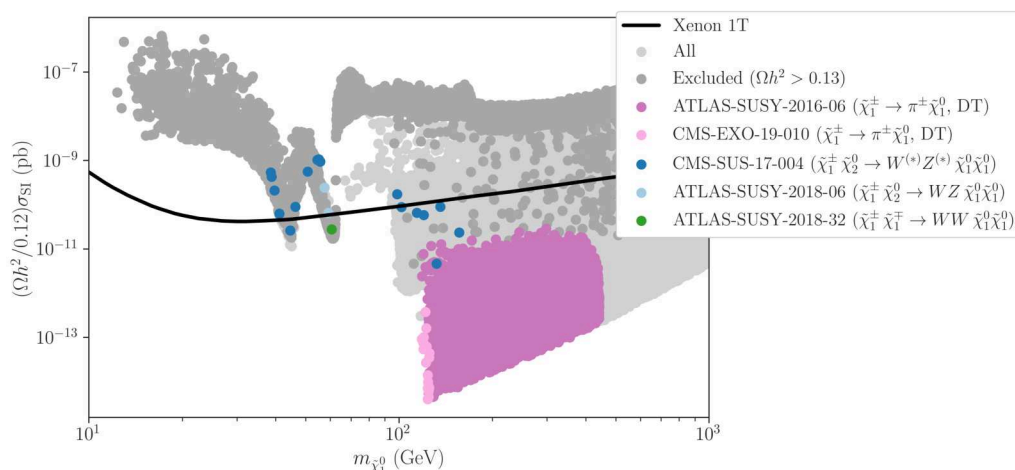 Xenon 1T
All
Excluded (Ωh² > 0.13)
ATLAS-SUSY-2016-06 (χ̃₁± → π±χ̃₁⁰, DT)
CMS-EXO-19-010 (χ̃₁± → π±χ̃₁⁰, DT)
CMS-SUS-17-004 (χ̃₁± χ̃₂⁰ → W⁽*⁾Z⁽*⁾ χ̃₁⁰χ̃₁⁰)
ATLAS-SUSY-2018-06 (χ̃₁± χ̃₂⁰ → WZ χ̃₁⁰χ̃₁⁰)
ATLAS-SUSY-2018-32 (χ̃₁± χ̃₁∓ → WW χ̃₁⁰χ̃₁⁰)
(Ωh²/0.12)σ_SI (pb)
10⁻⁷
10⁻⁹
10⁻¹¹
10⁻¹³
10¹
10²
10³
m_χ̃₁⁰ (GeV)